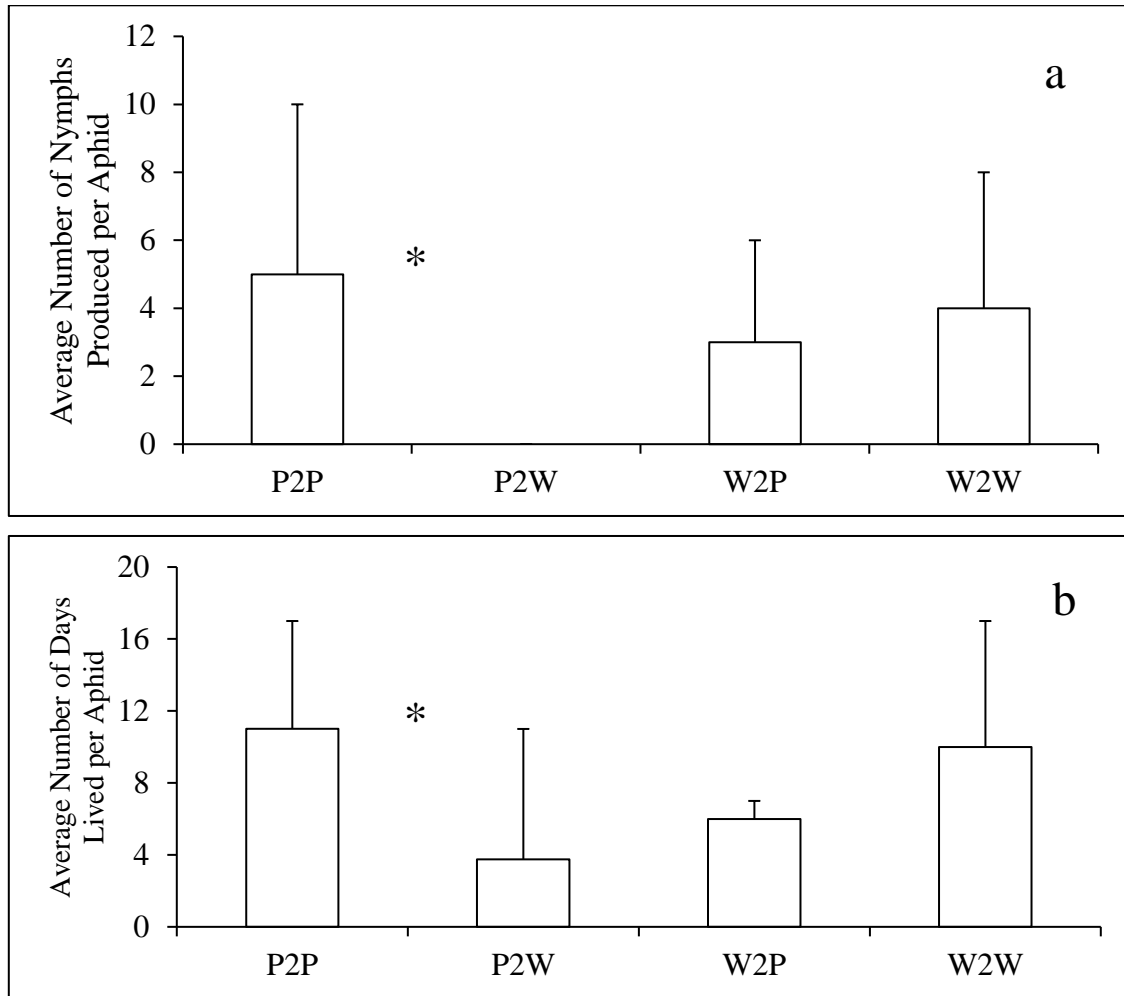 a
Average Number of Nymphs
Produced per Aphid
12
10
8
6
4
2
0
*
P2P P2W W2P W2W
b
Average Number of Days
Lived per Aphid
20
16
12
8
4
0
*
P2P P2W W2P W2W